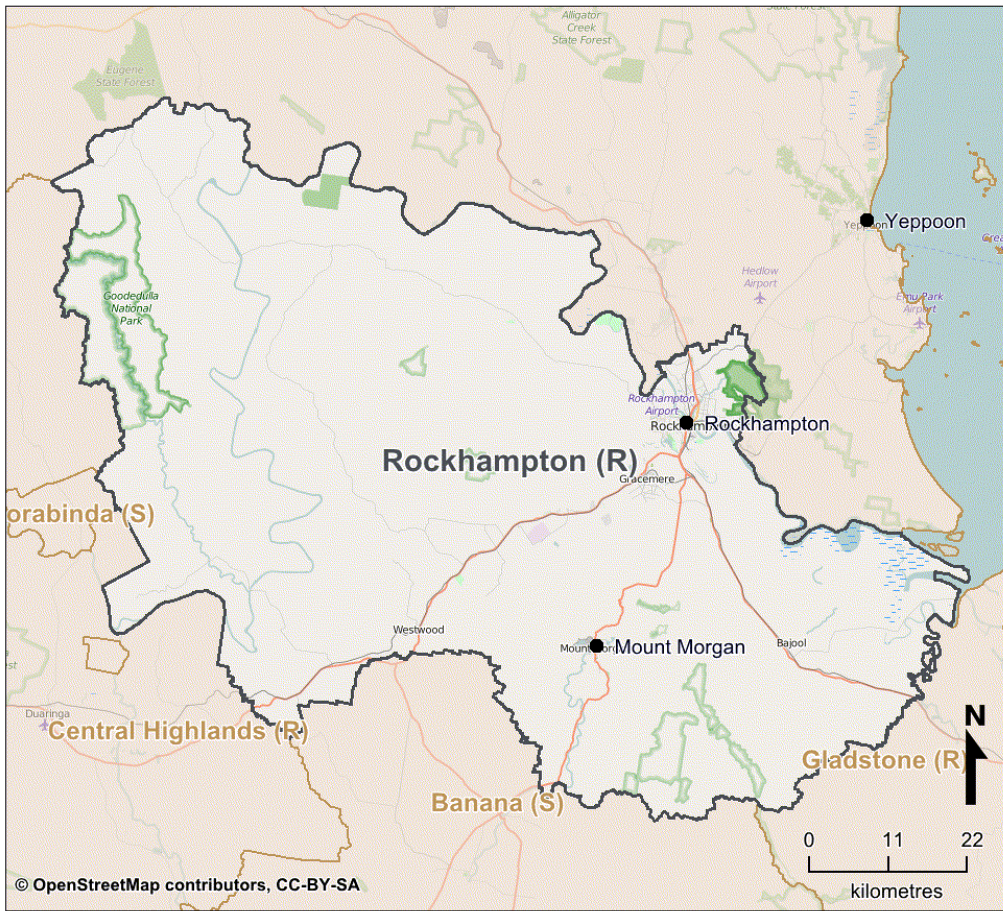 Alligator
Creek
State Forest
Eugene
State Forest
Yeppoon
Hedlow
Airport
Emu Park
Airport
Goodedulla
National
Park
Rockhampton
Airport
Rockhampton
Rockhampton (R)
Gracemere
orabinda (S)
Westwood
Mount Morgan
Bajool
Duaringa
Central Highlands (R)
Gladstone (R)
Banana (S)
N
0 11 22
kilometres
© OpenStreetMap contributors, CC-BY-SA